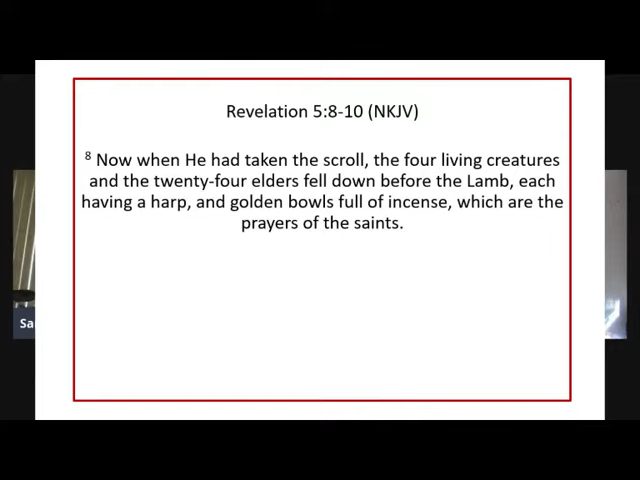 Revelation 5:8-10 (NKJV)
8 Now when He had taken the scroll, the four living creatures
and the twenty-four elders fell down before the Lamb, each
having a harp, and golden bowls full of incense, which are the
prayers of the saints.
Sa